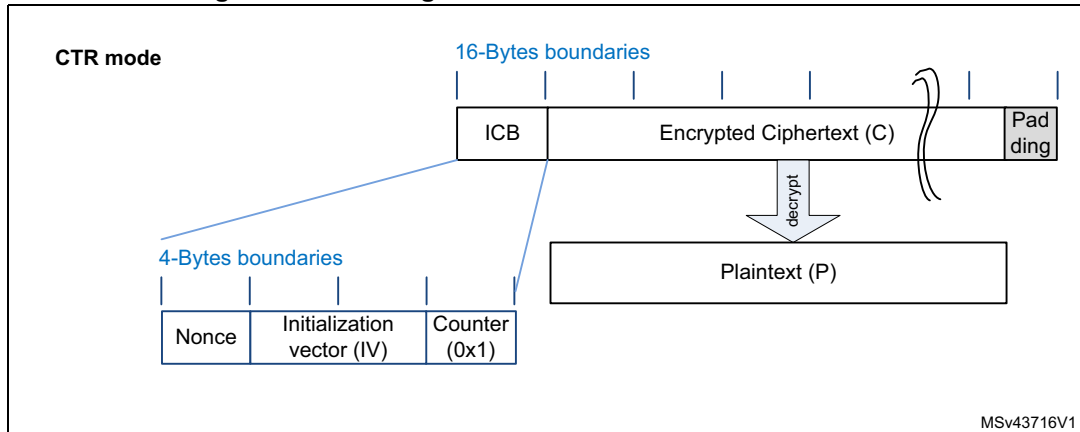 CTR mode
16-Bytes boundaries
ICB
Encrypted Ciphertext (C)
Pad
ding
decrypt
4-Bytes boundaries
Plaintext (P)
Nonce
Initialization
vector (IV)
Counter
(0x1)
MSv43716V1